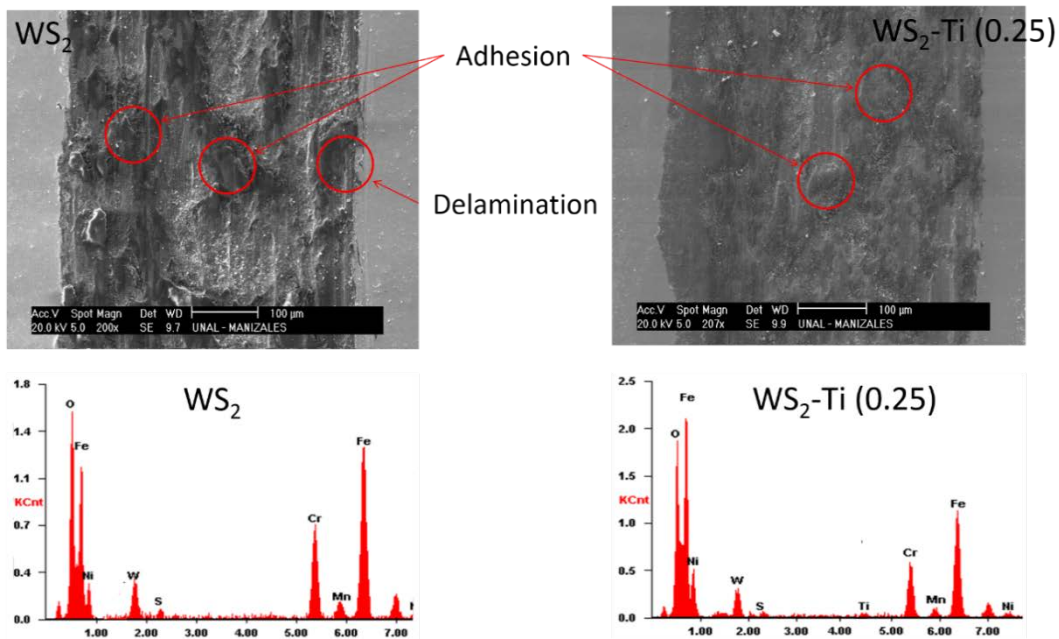 WS₂
WS₂-Ti (0.25)
Adhesion
Delamination
Acc.V Spot Magn Det WD 100 µm
20.0 kV 5.0 200x SE 9.7 UNAL - MANIZALES
Acc.V Spot Magn Det WD 100 µm
20.0 kV 5.0 207x SE 9.9 UNAL - MANIZALES
WS₂
1.8
1.4
1.1
KCnt
0.7
0.4
0.0
O
Fe
Ni
W
S
Cr
Mn
Fe
1.00 2.00 3.00 4.00 5.00 6.00 7.00
WS₂-Ti (0.25)
2.5
2.0
1.5
KCnt
1.0
0.5
0.0
O
Fe
Ni
W
S
Ti
Cr
Mn
Fe
Ni
1.00 2.00 3.00 4.00 5.00 6.00 7.00